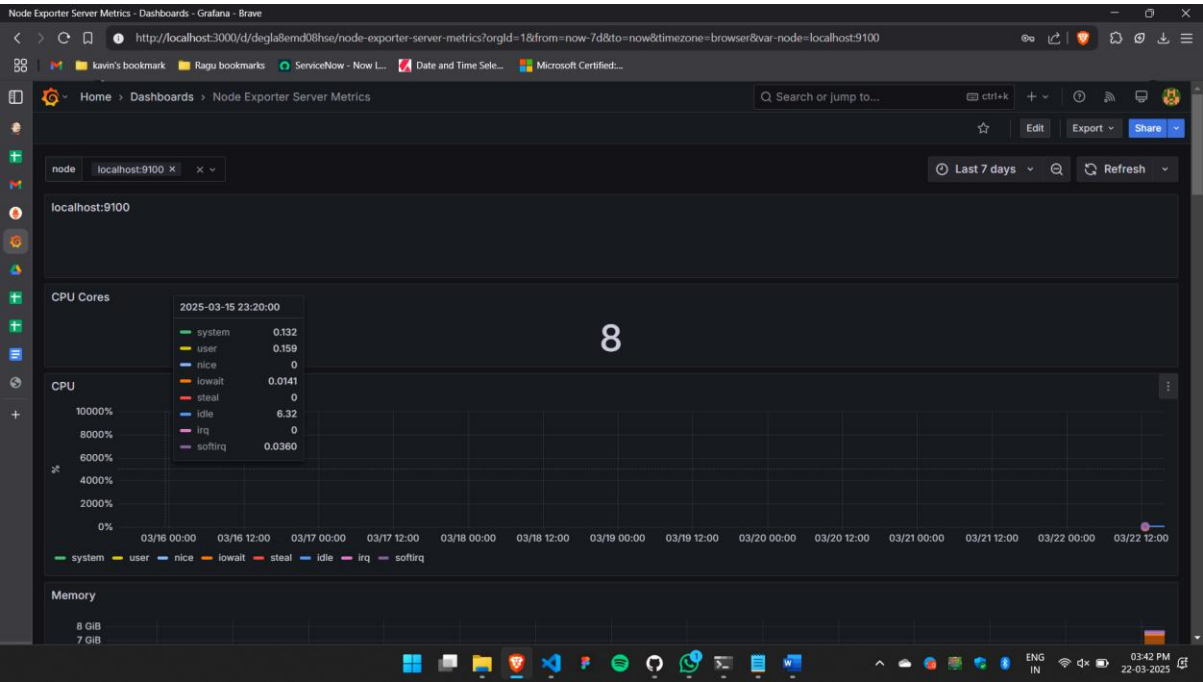 Node Exporter Server Metrics - Dashboards - Grafana - Brave
http://localhost:3000/d/degla8emd08hse/node-exporter-server-metrics?orgId=1&from=now-7d&to=now&timezone=browser&var-node=localhost:9100
kavin's bookmark Ragu bookmarks ServiceNow - Now L... Date and Time Sele... Microsoft Certified:...
Home › Dashboards › Node Exporter Server Metrics Search or jump to... ctrl+k
Edit Export Share
node localhost:9100 Last 7 days Refresh
localhost:9100
CPU Cores
8
2025-03-15 23:20:00
system 0.132
user 0.159
nice 0
iowait 0.0141
steal 0
idle 6.32
irq 0
softirq 0.0360
CPU
10000%
8000%
6000%
%
4000%
2000%
0%
03/16 00:00 03/16 12:00 03/17 00:00 03/17 12:00 03/18 00:00 03/18 12:00 03/19 00:00 03/19 12:00 03/20 00:00 03/20 12:00 03/21 00:00 03/21 12:00 03/22 00:00 03/22 12:00
system user nice iowait steal idle irq softirq
Memory
8 GiB
7 GiB
1
ENG 03:42 PM
IN 22-03-2025